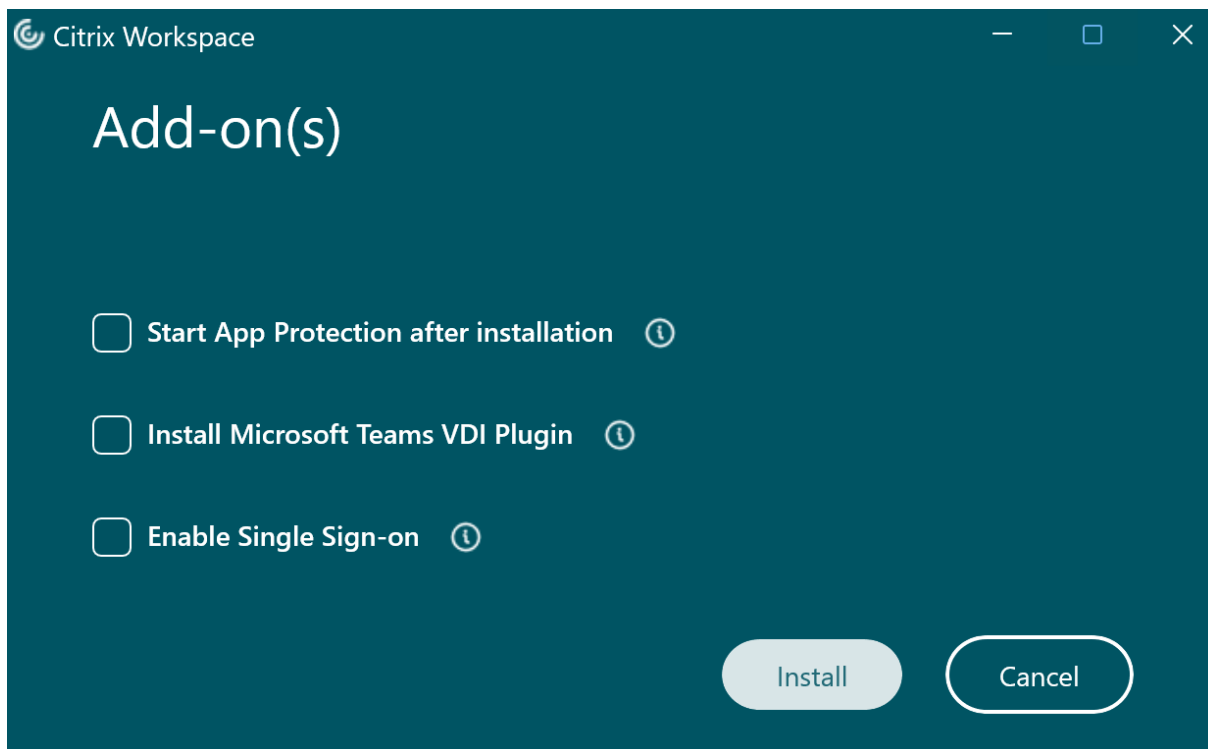 Citrix Workspace
Add-on(s)
Start App Protection after installation
Install Microsoft Teams VDI Plugin
Enable Single Sign-on
Install Cancel